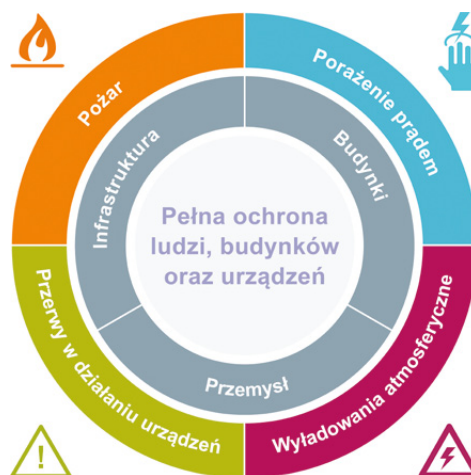 Pożar
Porażenie prądem
Infrastruktura
Budynki
Pełna ochrona
ludzi, budynków
oraz urządzeń
Przemysł
Przerwy w działaniu urządzeń
Wyładowania atmosferyczne